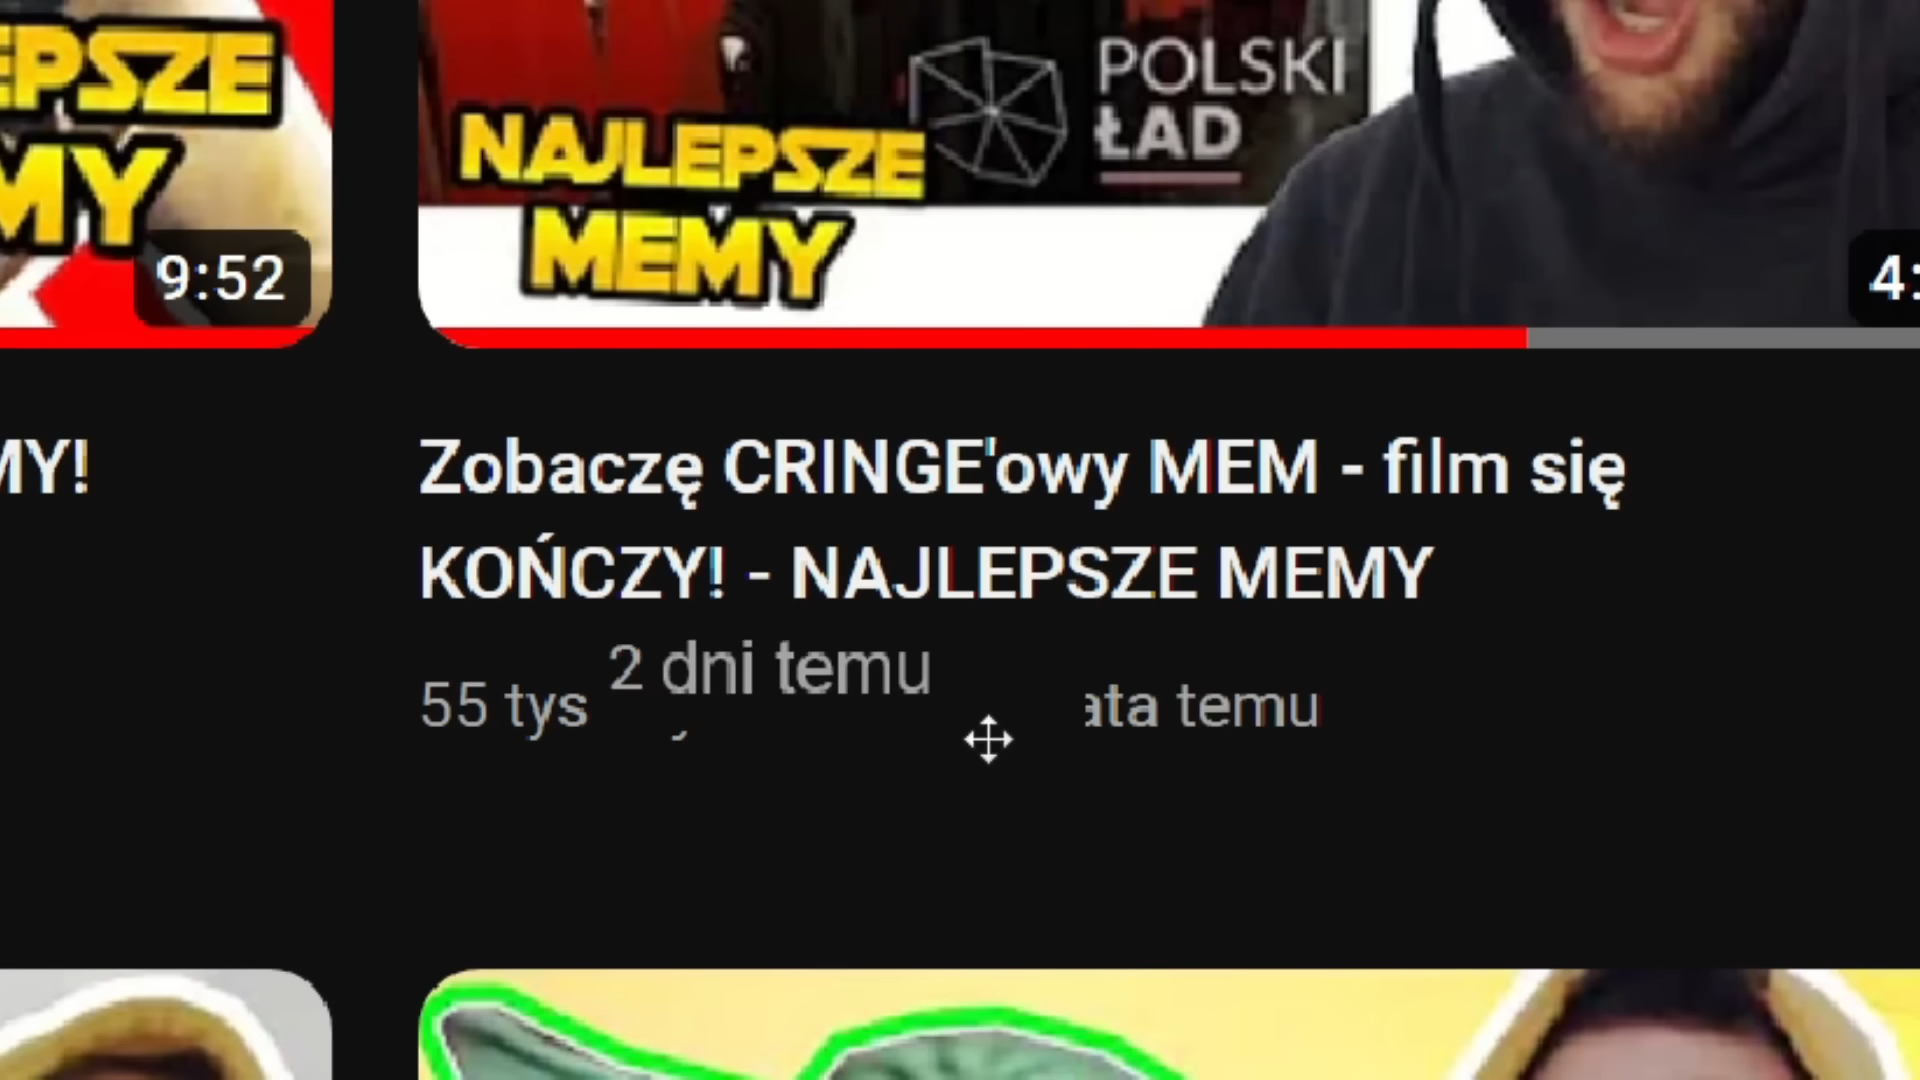 EPSZE
MY
9:52
POLSKI
ŁAD
NAJLEPSZE
MEMY
4:
MY!
Zobaczę CRINGE'owy MEM - film się
KOŃCZY! - NAJLEPSZE MEMY
2 dni temu
55 tys
ata temu